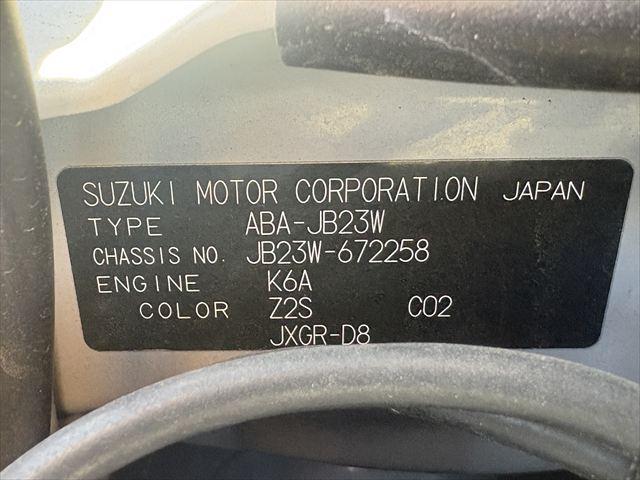 SUZUKI MOTOR CORPORATION JAPAN
TYPE ABA-JB23W
CHASSIS NO. JB23W-672258
ENGINE K6A
COLOR Z2S C02
JXGR-D8